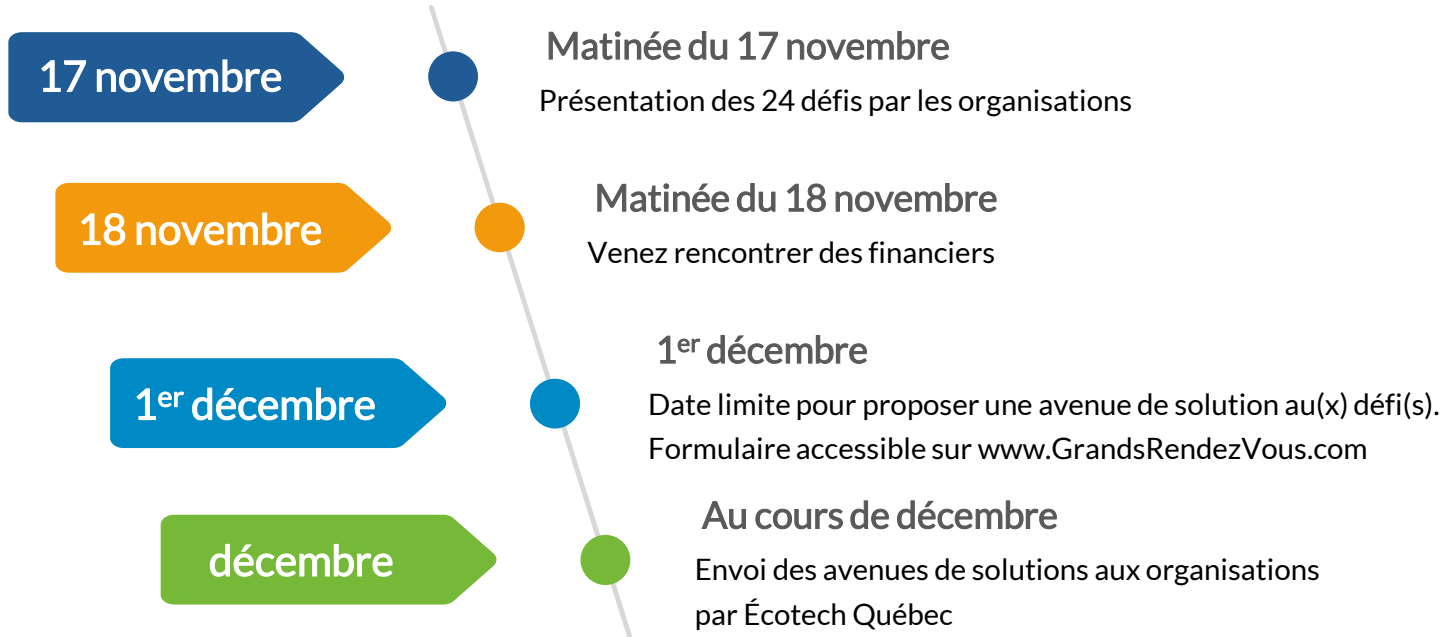 17 novembre
Matinée du 17 novembre
Présentation des 24 défis par les organisations
18 novembre
Matinée du 18 novembre
Venez rencontrer des financiers
1er décembre
1er décembre
Date limite pour proposer une avenue de solution au(x) défi(s).
Formulaire accessible sur www.GrandsRendezVous.com
décembre
Au cours de décembre
Envoi des avenues de solutions aux organisations
par Écotech Québec